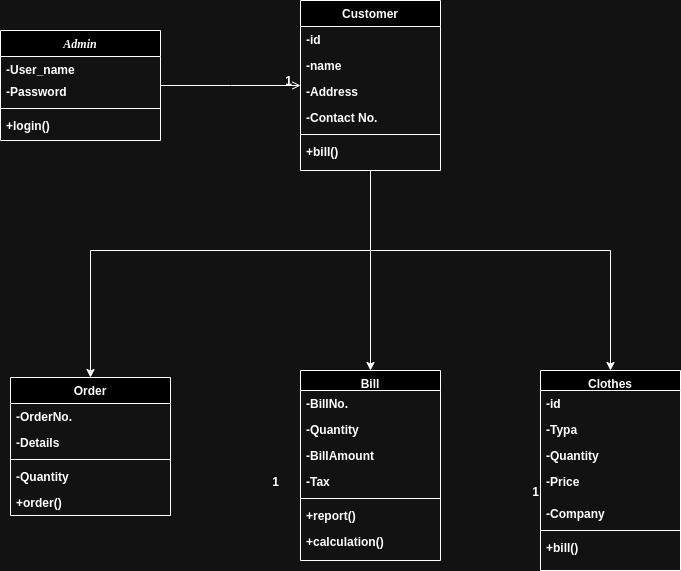 Admin
-User_name
-Password
+login()
1
Customer
-id
-name
-Address
-Contact No.
+bill()
Order
-OrderNo.
-Details
-Quantity
+order()
1
Bill
-BillNo.
-Quantity
-BillAmount
-Tax
+report()
+calculation()
1
Clothes
-id
-Typa
-Quantity
-Price
-Company
+bill()